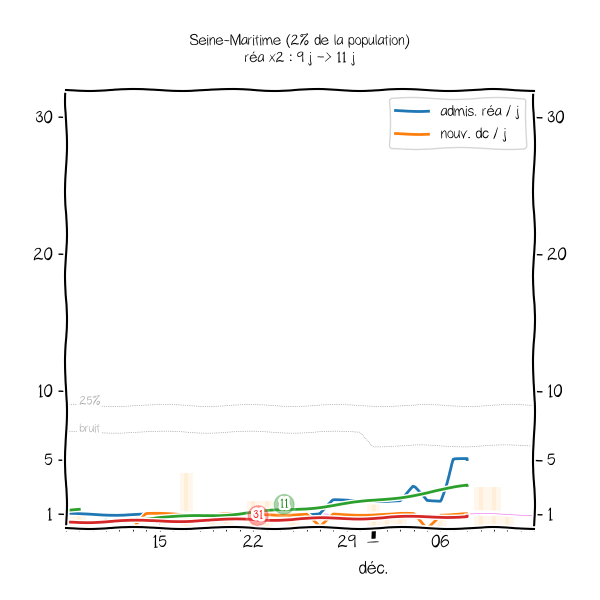 Seine-Maritime (2% de la population)
réa x2 : 9 j -> 11 j
admis. réa / j
nouv. dc / j
30
30
20
20
10
10
25%
bruit
5
5
11
31
1
1
15
22
29
06
déc.